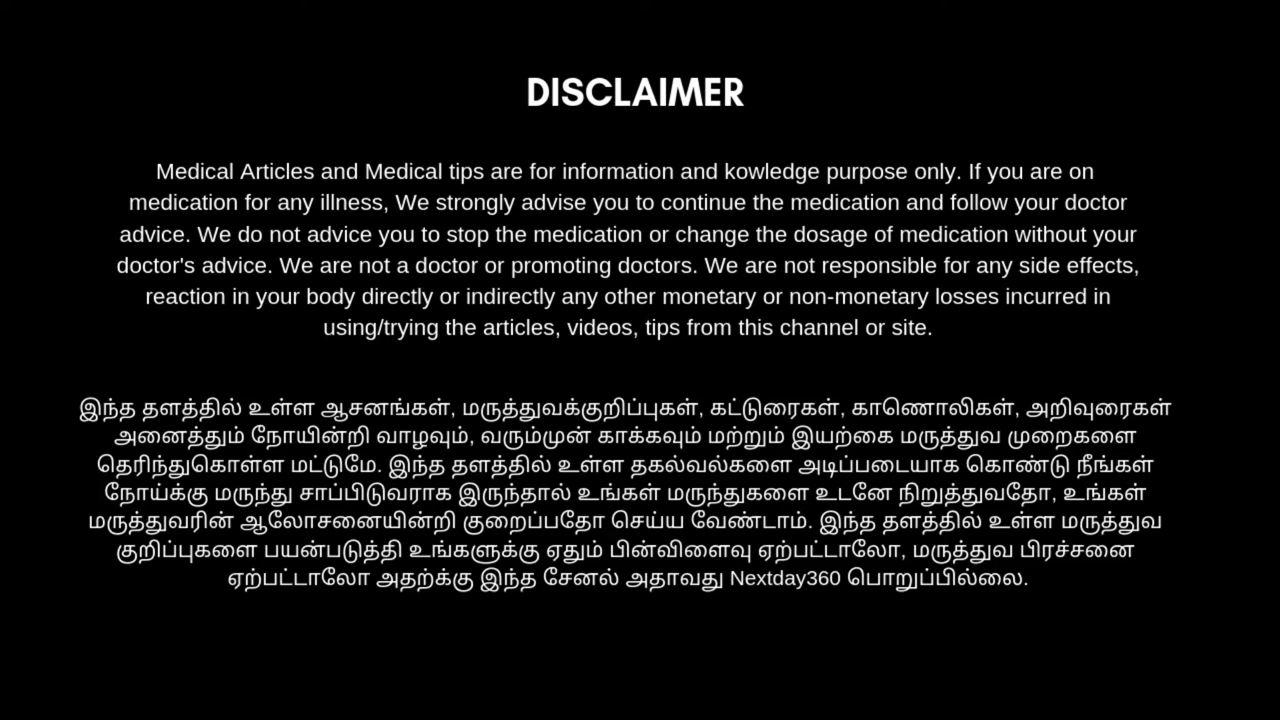 DISCLAIMER
Medical Articles and Medical tips are for information and kowledge purpose only. If you are on
medication for any illness, We strongly advise you to continue the medication and follow your doctor
advice. We do not advice you to stop the medication or change the dosage of medication without your
doctor's advice. We are not a doctor or promoting doctors. We are not responsible for any side effects,
reaction in your body directly or indirectly any other monetary or non-monetary losses incurred in
using/trying the articles, videos, tips from this channel or site.
இந்த தளத்தில் உள்ள ஆசனங்கள், மருத்துவக்குறிப்புகள், கட்டுரைகள், காணொலிகள், அறிவுரைகள்
அனைத்தும் நோயின்றி வாழவும், வரும்முன் காக்கவும் மற்றும் இயற்கை மருத்துவ முறைகளை
தெரிந்துகொள்ள மட்டுமே. இந்த தளத்தில் உள்ள தகல்வல்களை அடிப்படையாக கொண்டு நீங்கள்
நோய்க்கு மருந்து சாப்பிடுவராக இருந்தால் உங்கள் மருந்துகளை உடனே நிறுத்துவதோ, உங்கள்
மருத்துவரின் ஆலோசனையின்றி குறைப்பதோ செய்ய வேண்டாம். இந்த தளத்தில் உள்ள மருத்துவ
குறிப்புகளை பயன்படுத்தி உங்களுக்கு ஏதும் பின்விளைவு ஏற்பட்டாலோ, மருத்துவ பிரச்சனை
ஏற்பட்டாலோ அதற்க்கு இந்த சேனல் அதாவது Nextday360 பொறுப்பில்லை.